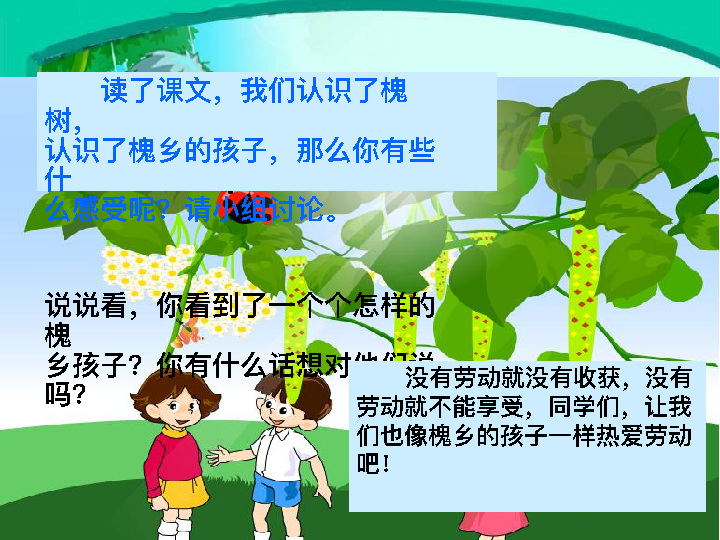 读了课文，我们认识了槐
树，
认识了槐乡的孩子，那么你有些
什
么感受呢？请小组讨论。
说说看，你看到了一个个怎样的
槐
乡孩子？你有什么话想对他们说
吗？
没有劳动就没有收获，没有
劳动就不能享受，同学们，让我
们也像槐乡的孩子一样热爱劳动
吧！